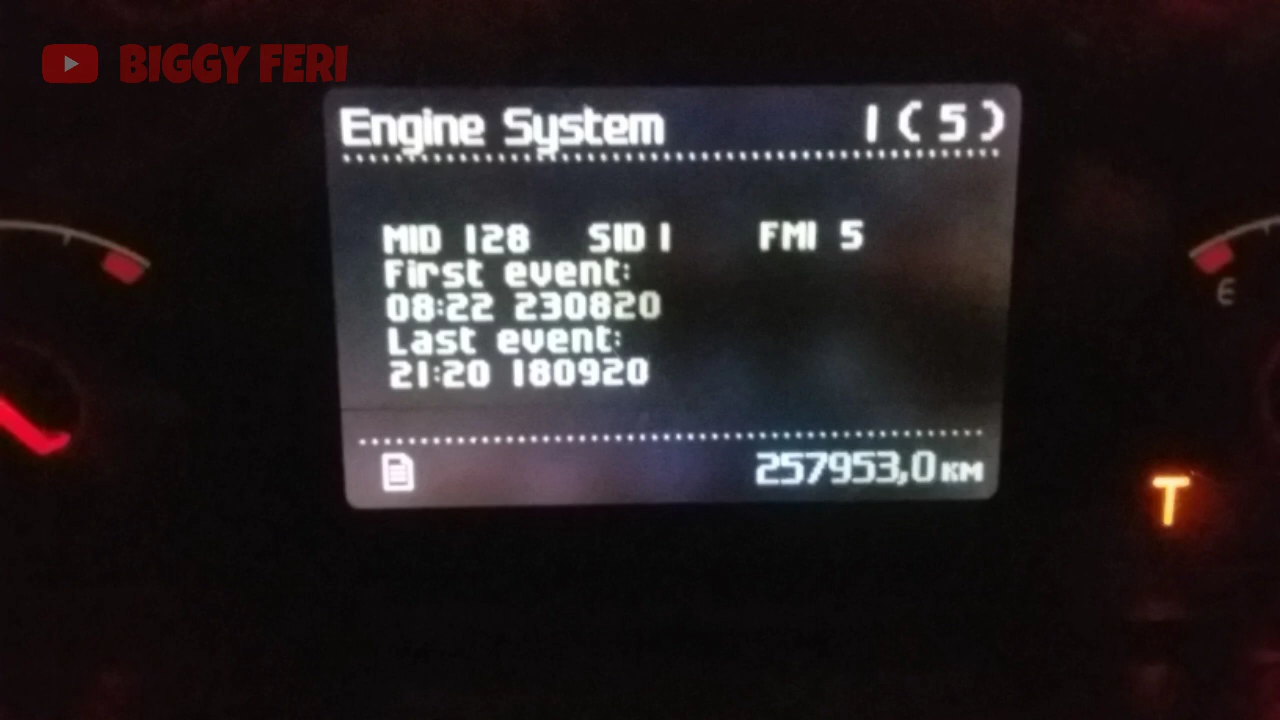 BIGGY FERI
Engine System 1(5)
MID 128 SID 1 FMI 5
First event:
08:22 230820
Last event:
21:20 180920
257953,0 KM
E
T